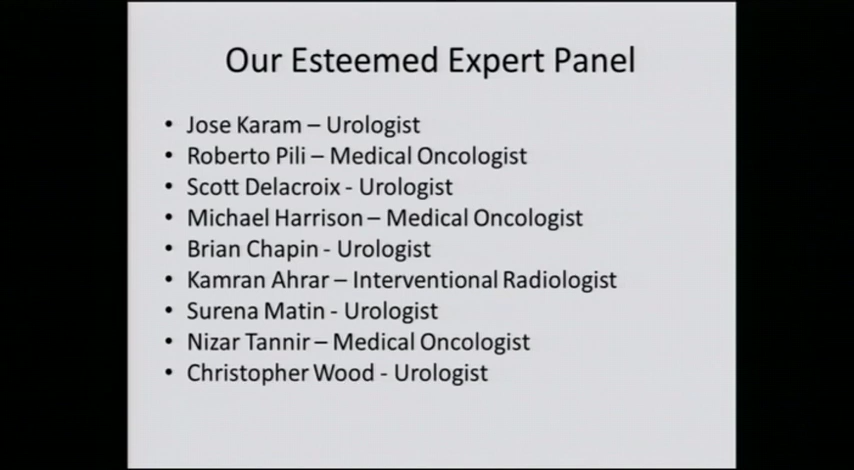 Our Esteemed Expert Panel
• Jose Karam – Urologist
• Roberto Pili – Medical Oncologist
• Scott Delacroix - Urologist
• Michael Harrison – Medical Oncologist
• Brian Chapin - Urologist
• Kamran Ahrar – Interventional Radiologist
• Surena Matin - Urologist
• Nizar Tannir – Medical Oncologist
• Christopher Wood - Urologist